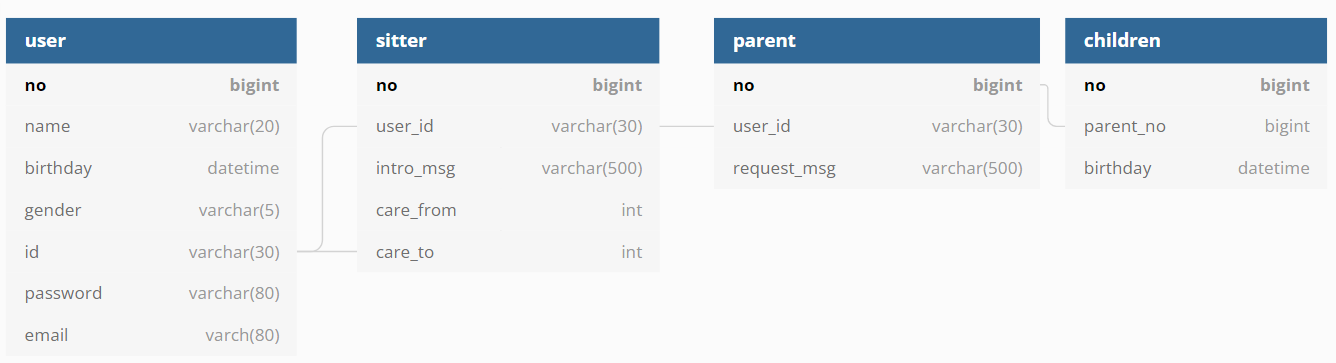 user
no bigint
name varchar(20)
birthday datetime
gender varchar(5)
id varchar(30)
password varchar(80)
email varch(80)
sitter
no bigint
user_id varchar(30)
intro_msg varchar(500)
care_from int
care_to int
parent
no bigint
user_id varchar(30)
request_msg varchar(500)
children
no bigint
parent_no bigint
birthday datetime